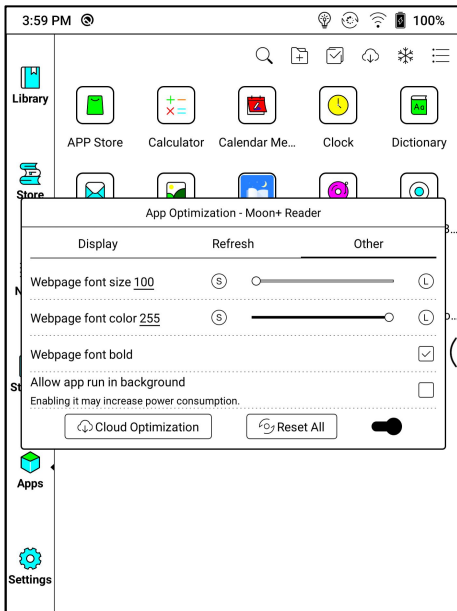 3:59 PM
100%
Library
APP Store
Calculator
Calendar Me...
Clock
Ao
Dictionary
Store
App Optimization - Moon+ Reader
Display
Refresh
Other
Webpage font size 100
S
L
Webpage font color 255
S
L
Webpage font bold
Allow app run in background
Enabling it may increase power consumption.
Cloud Optimization
Reset All
Apps
Settings